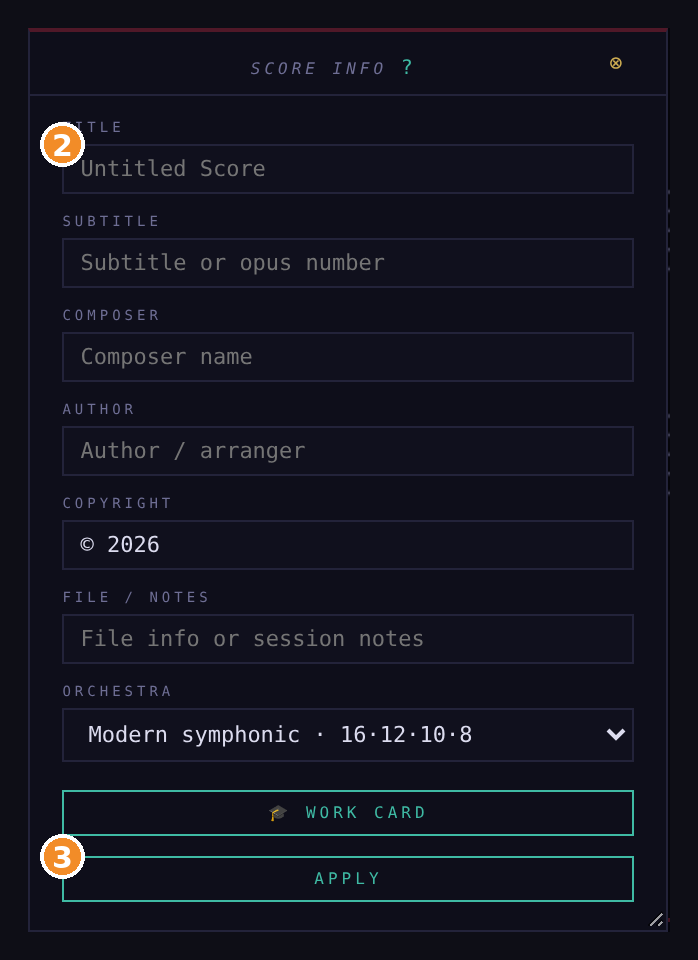 SCORE INFO ?
⊗
TITLE
2
Untitled Score
SUBTITLE
Subtitle or opus number
COMPOSER
Composer name
AUTHOR
Author / arranger
COPYRIGHT
© 2026
FILE / NOTES
File info or session notes
ORCHESTRA
Modern symphonic · 16·12·10·8
🎓 WORK CARD
3
APPLY